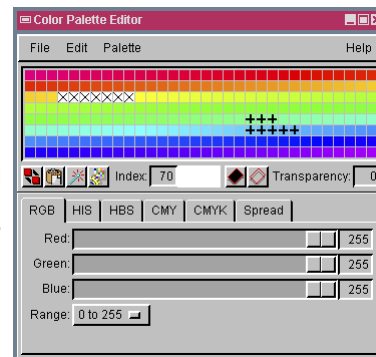 Color Palette Editor
File Edit Palette Help
Index: 70 Transparency: 0
RGB HIS HBS CMY CMYK Spread
Red: 255
Green: 255
Blue: 255
Range: 0 to 255